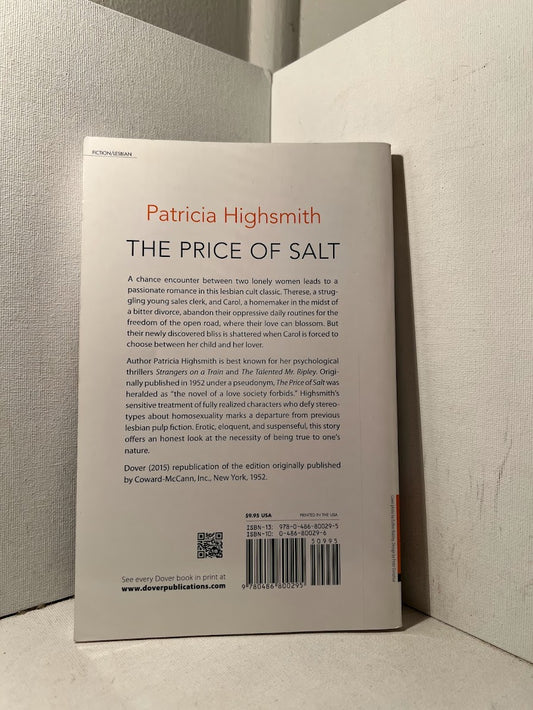 FICTION/LESBIAN
Patricia Highsmith
THE PRICE OF SALT
A chance encounter between two lonely women leads to a
passionate romance in this lesbian cult classic. Therese, a strug-
gling young sales clerk, and Carol, a homemaker in the midst of
a bitter divorce, abandon their oppressive daily routines for the
freedom of the open road, where their love can blossom. But
their newly discovered bliss is shattered when Carol is forced to
choose between her child and her lover.
Author Patricia Highsmith is best known for her psychological
thrillers Strangers on a Train and The Talented Mr. Ripley. Origi-
nally published in 1952 under a pseudonym, The Price of Salt was
heralded as “the novel of a love society forbids.” Highsmith’s
sensitive treatment of fully realized characters who defy stereo-
types about homosexuality marks a departure from previous
lesbian pulp fiction. Erotic, eloquent, and suspenseful, this story
offers an honest look at the necessity of being true to one’s
nature.
Dover (2015) republication of the edition originally published
by Coward-McCann, Inc., New York, 1952.
$9.95 USA PRINTED IN THE USA
ISBN-13: 978-0-486-80029-5
ISBN-10: 0-486-80029-6
50995
9 780486 800295
See every Dover book in print at
www.doverpublications.com